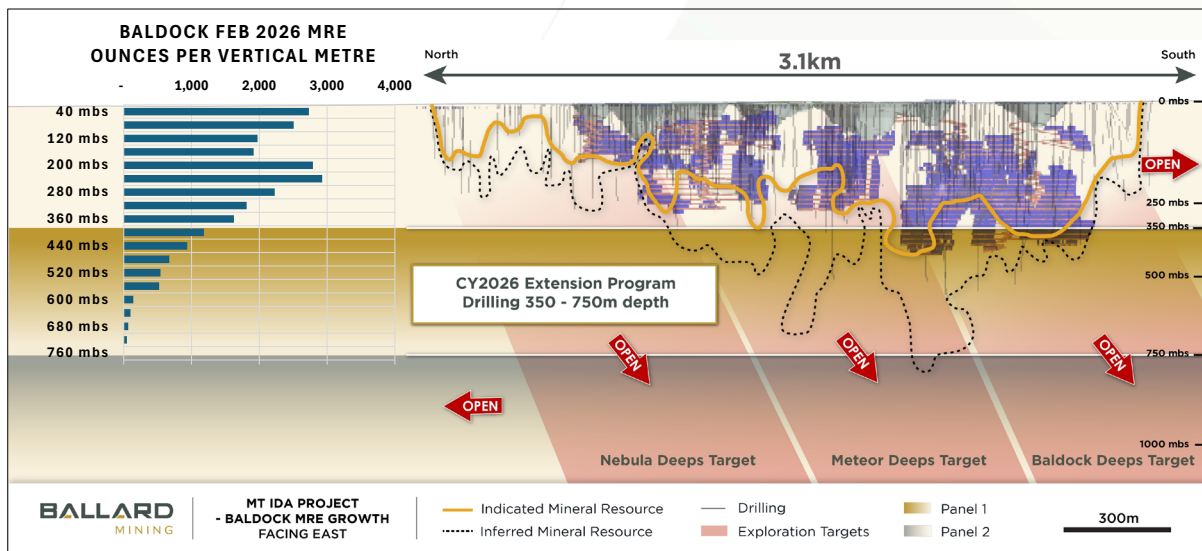 BALDOCK FEB 2026 MRE
OUNCES PER VERTICAL METRE
- 1,000 2,000 3,000 4,000
40 mbs
120 mbs
200 mbs
280 mbs
360 mbs
440 mbs
520 mbs
600 mbs
680 mbs
760 mbs
North
South
3.1km
0 mbs
OPEN
250 mbs
350 mbs
500 mbs
750 mbs
1000 mbs
CY2026 Extension Program
Drilling 350 - 750m depth
OPEN
OPEN
OPEN
OPEN
Nebula Deeps Target
Meteor Deeps Target
Baldock Deeps Target
BALLARD
MINING
MT IDA PROJECT
- BALDOCK MRE GROWTH
FACING EAST
Indicated Mineral Resource
Inferred Mineral Resource
Drilling
Exploration Targets
Panel 1
Panel 2
300m